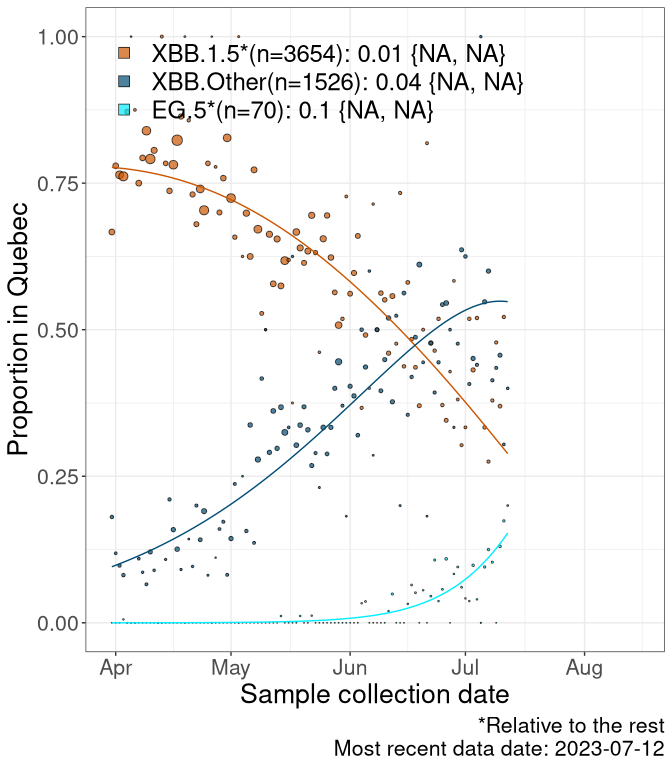 1.00
XBB.1.5*(n=3654): 0.01 {NA, NA}
XBB.Other(n=1526): 0.04 {NA, NA}
EG.5*(n=70): 0.1 {NA, NA}
0.75
Proportion in Quebec
0.50
0.25
0.00
Apr May Jun Jul Aug
Sample collection date
*Relative to the rest
Most recent data date: 2023-07-12